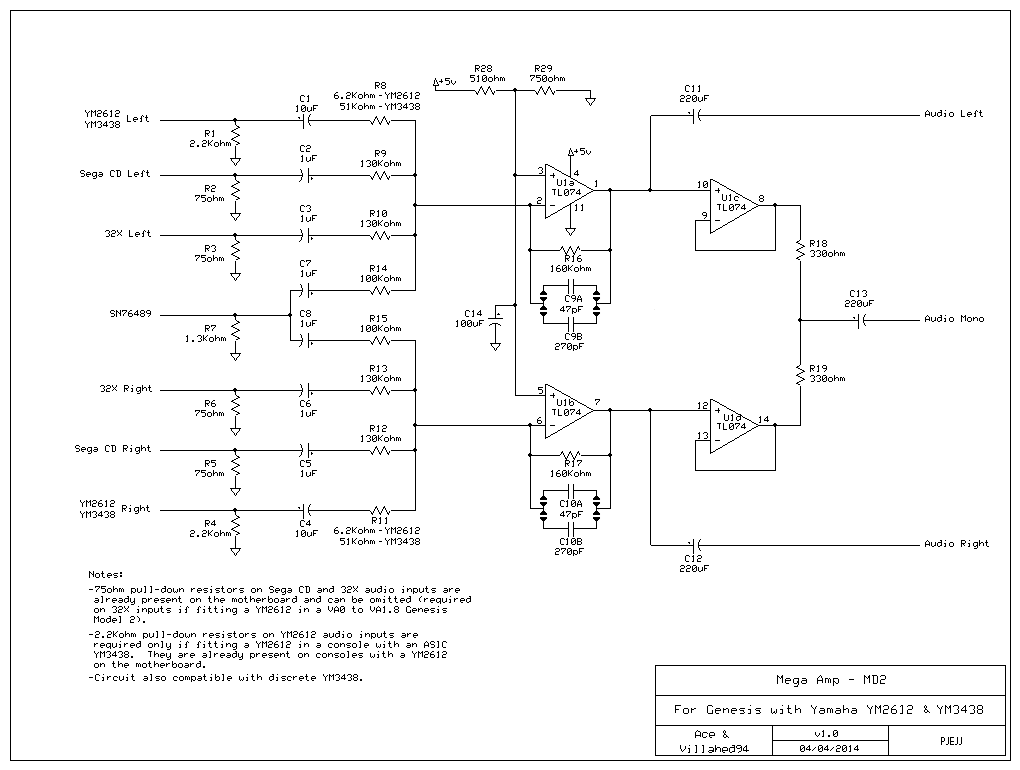 R28
510ohm
R29
750ohm
+5v
R8
6.2Kohm-YM2612
51Kohm-YM3438
C1
10uF
YM2612
YM3438 Left
R1
2.2Kohm
C11
220uF
Audio Left
C2
1uF
R9
130Kohm
Sega CD Left
R2
75ohm
+5v
3
4
+
U1a
TL074
1
2
-
11
10
+
U1c
TL074
8
9
-
C3
1uF
R10
130Kohm
32X Left
R3
75ohm
R16
160Kohm
R18
330ohm
C7
1uF
R14
100Kohm
C9A
47pF
C9B
270pF
C13
220uF
Audio Mono
SN76489
R7
1.3Kohm
C8
1uF
R15
100Kohm
C14
100uF
R13
130Kohm
32X Right
R6
75ohm
C6
1uF
R19
330ohm
5
+
U1b
TL074
7
6
-
12
+
U1d
TL074
14
13
-
R12
130Kohm
Sega CD Right
R5
75ohm
C5
1uF
R17
160Kohm
C10A
47pF
C10B
270pF
YM2612
YM3438 Right
R4
2.2Kohm
C4
10uF
R11
6.2Kohm-YM2612
51Kohm-YM3438
Audio Right
C12
220uF
Notes:
-75ohm pull-down resistors on Sega CD and 32X audio inputs are
already present on the motherboard and can be omitted (required
on 32X inputs if fitting a YM2612 in a VA0 to VA1.8 Genesis
Model 2).
-2.2Kohm pull-down resistors on YM2612 audio inputs are
required only if fitting a YM2612 in a console with an ASIC
YM3438. They are already present on consoles with a YM2612
on the motherboard.
-Circuit also compatible with discrete YM3438.
Mega Amp - MD2
For Genesis with Yamaha YM2612 & YM3438
Ace &
Villahed94
v1.0
04/04/2014
PJEJJ